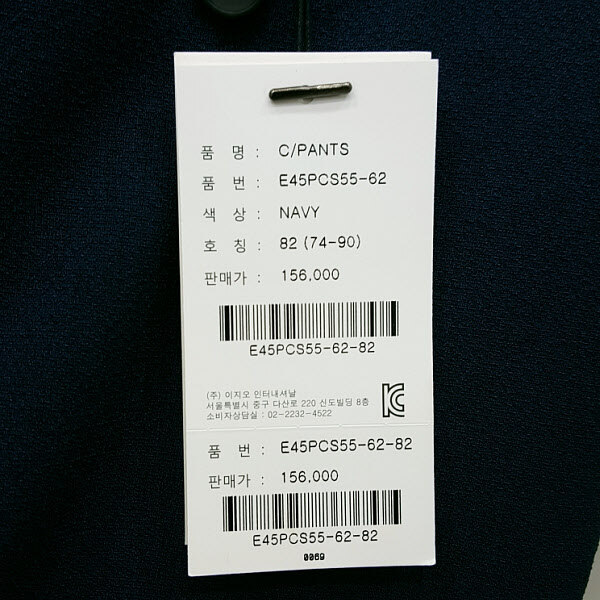 품 명 : C/PANTS
품 번 : E45PCS55-62
색 상 : NAVY
호 칭 : 82 (74-90)
판매가 : 156,000
E45PCS55-62-82
(주) 이지오 인터내셔날
서울특별시 중구 다산로 220 신도빌딩 8층
소비자상담실 : 02-2232-4522
KC
품 번 : E45PCS55-62-82
판매가 : 156,000
E45PCS55-62-82
0069